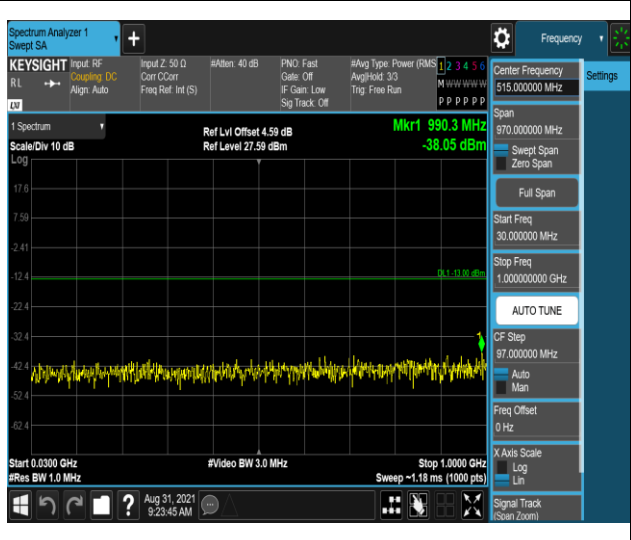 Spectrum Analyzer 1
Swept SA
Frequency
KEYSIGHT
RL
LXI
Input: RF
Coupling: DC
Align: Auto
Input Z: 50 Ω
Corr CCorr
Freq Ref: Int (S)
#Atten: 40 dB
PNO: Fast
Gate: Off
IF Gain: Low
Sig Track: Off
#Avg Type: Power (RMS
Avg|Hold: 3/3
Trig: Free Run
1 2 3 4 5 6
M W W W W W
P P P P P P
1 Spectrum
Scale/Div 10 dB
Log
Ref Lvl Offset 4.59 dB
Ref Level 27.59 dBm
Mkr1 990.3 MHz
-38.05 dBm
17.6
7.59
-2.41
-12.4
-22.4
-32.4
-42.4
-52.4
-62.4
DL1 -13.00 dBm
1
Start 0.0300 GHz
#Res BW 1.0 MHz
#Video BW 3.0 MHz
Stop 1.0000 GHz
Sweep ~1.18 ms (1000 pts)
Aug 31, 2021
9:23:45 AM
Center Frequency
515.000000 MHz
Settings
Span
970.000000 MHz
Swept Span
Zero Span
Full Span
Start Freq
30.000000 MHz
Stop Freq
1.000000000 GHz
AUTO TUNE
CF Step
97.000000 MHz
Auto
Man
Freq Offset
0 Hz
X Axis Scale
Log
Lin
Signal Track
(Span Zoom)